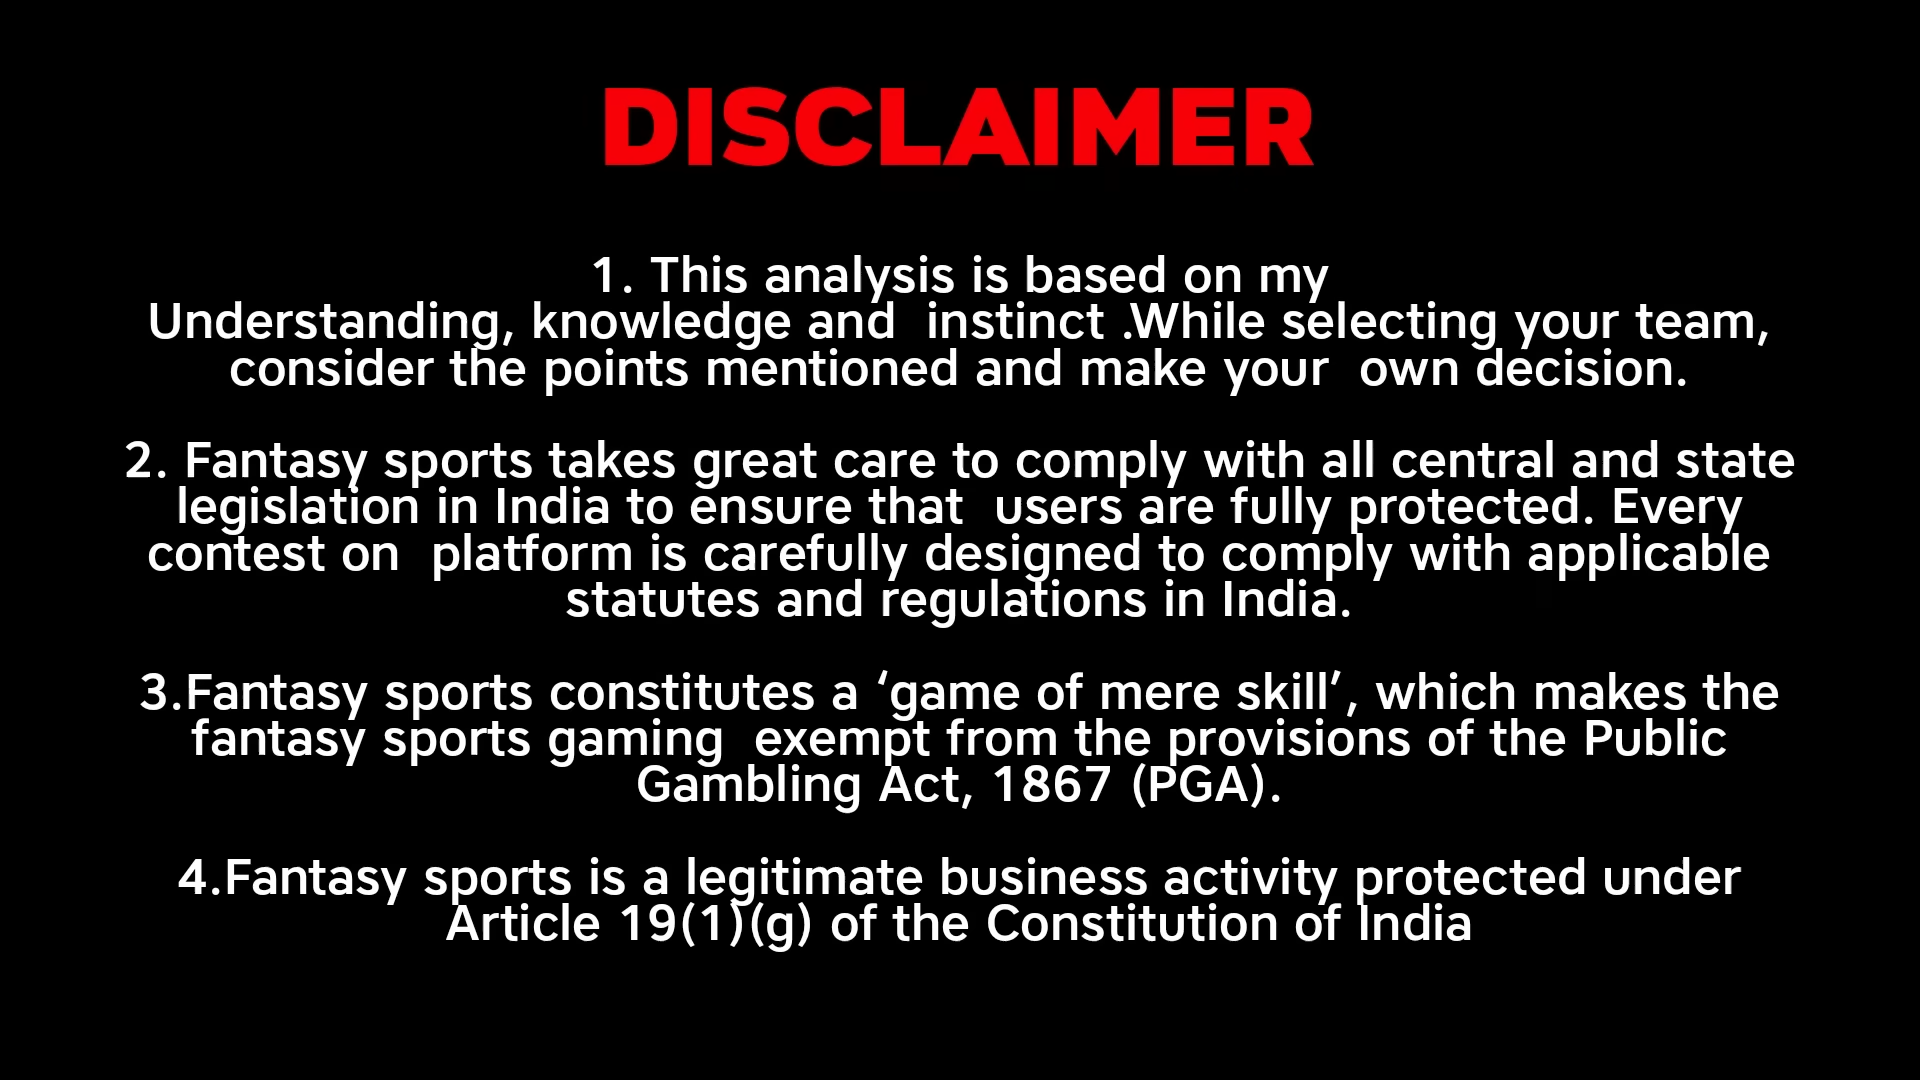 DISCLAIMER
1. This analysis is based on my
Understanding, knowledge and  instinct .While selecting your team,
consider the points mentioned and make your  own decision.
2. Fantasy sports takes great care to comply with all central and state
legislation in India to ensure that  users are fully protected. Every
contest on  platform is carefully designed to comply with applicable
statutes and regulations in India.
3.Fantasy sports constitutes a ‘game of mere skill’, which makes the
fantasy sports gaming  exempt from the provisions of the Public
Gambling Act, 1867 (PGA).
4.Fantasy sports is a legitimate business activity protected under
Article 19(1)(g) of the Constitution of India